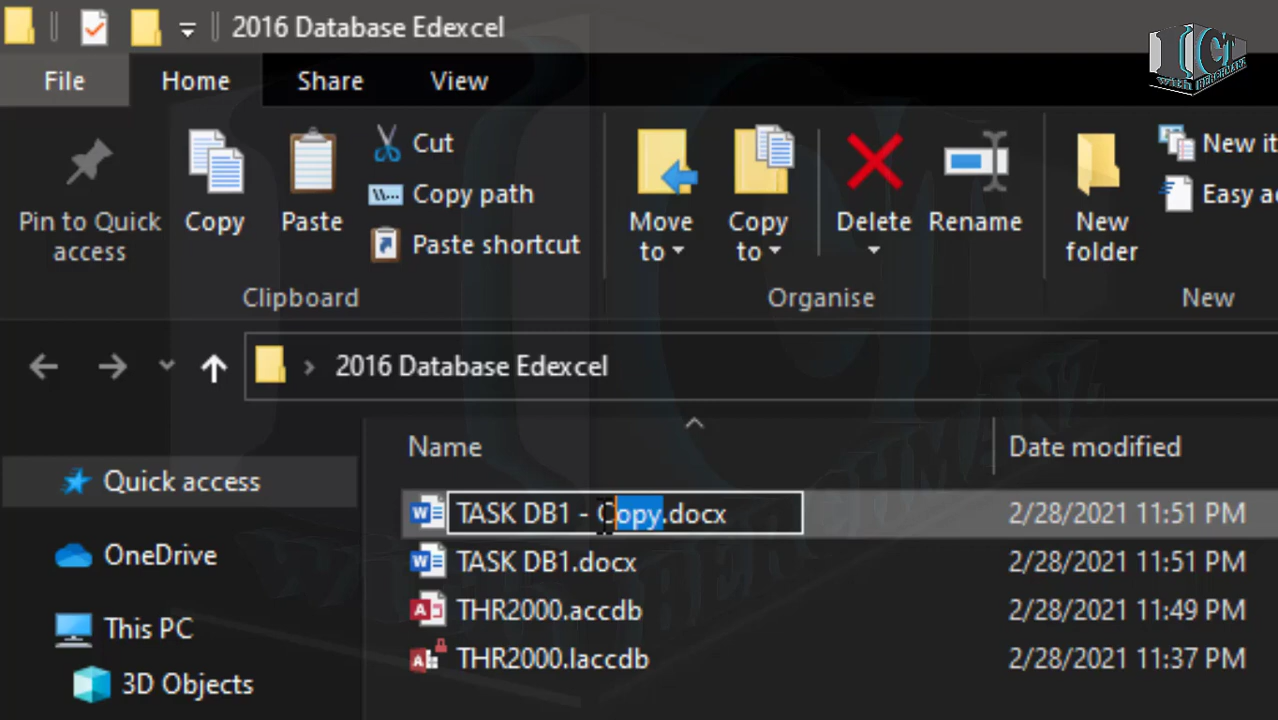 2016 Database Edexcel
ICT
With BENCHMANZ
File Home Share View
Pin to Quick access
Copy
Paste
Cut
Copy path
Paste shortcut
Move to
Copy to
Delete
Rename
New folder
New it
Easy a
Clipboard
Organise
New
2016 Database Edexcel
Name Date modified
Quick access
OneDrive
This PC
3D Objects
TASK DB1 - Copy.docx 2/28/2021 11:51 PM
TASK DB1.docx 2/28/2021 11:51 PM
THR2000.accdb 2/28/2021 11:49 PM
THR2000.laccdb 2/28/2021 11:37 PM